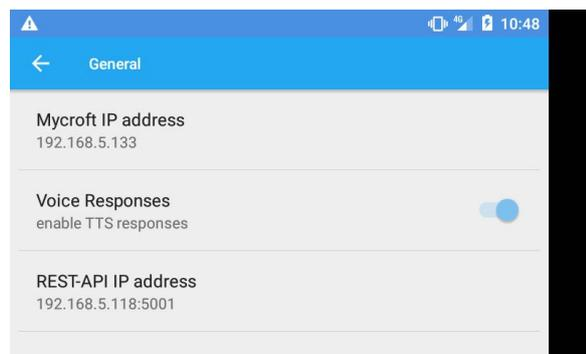 4G 10:48
General
Mycroft IP address
192.168.5.133
Voice Responses
enable TTS responses
REST-API IP address
192.168.5.118:5001